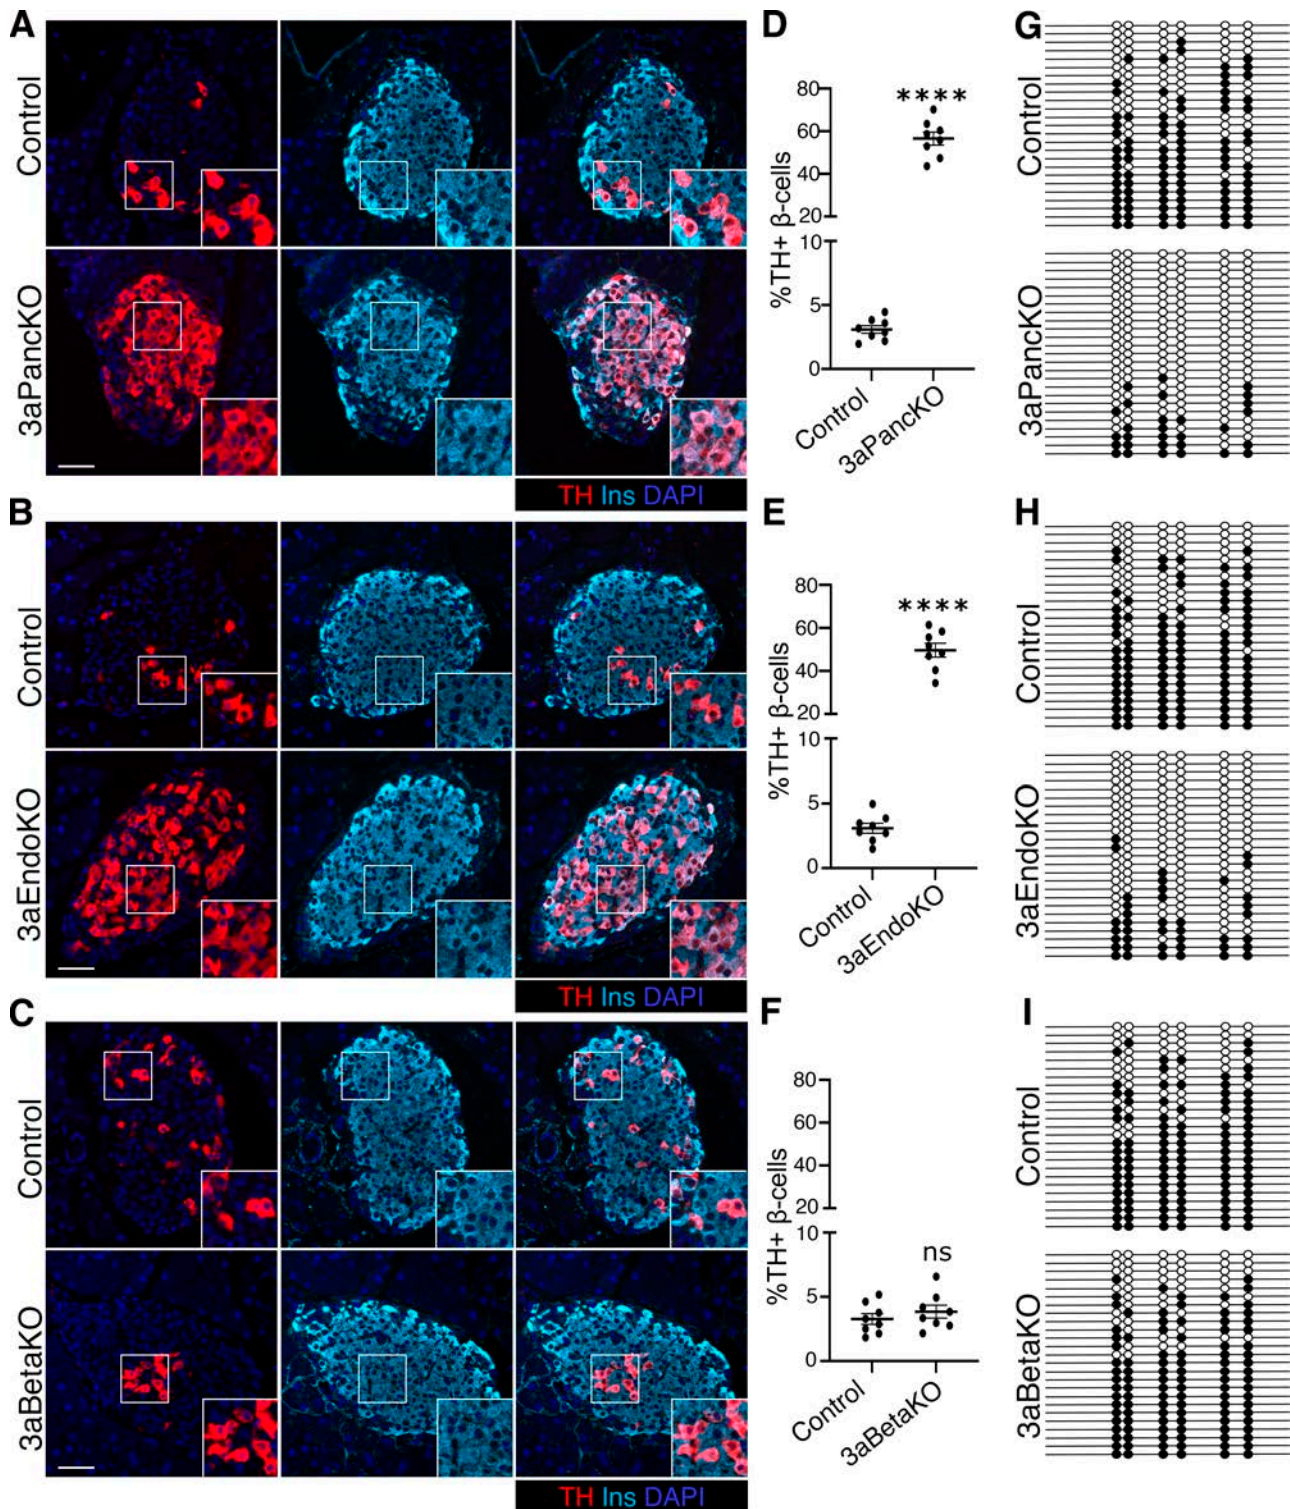 A
Control
3aPancKO
TH Ins DAPI
B
Control
3aEndoKO
TH Ins DAPI
C
Control
3aBetaKO
TH Ins DAPI
D
%TH+ β-cells
80
60
40
20
10
5
0
****
Control
3aPancKO
E
%TH+ β-cells
80
60
40
20
10
5
0
****
Control
3aEndoKO
F
%TH+ β-cells
80
60
40
20
10
5
0
ns
Control
3aBetaKO
G
Control
3aPancKO
H
Control
3aEndoKO
I
Control
3aBetaKO